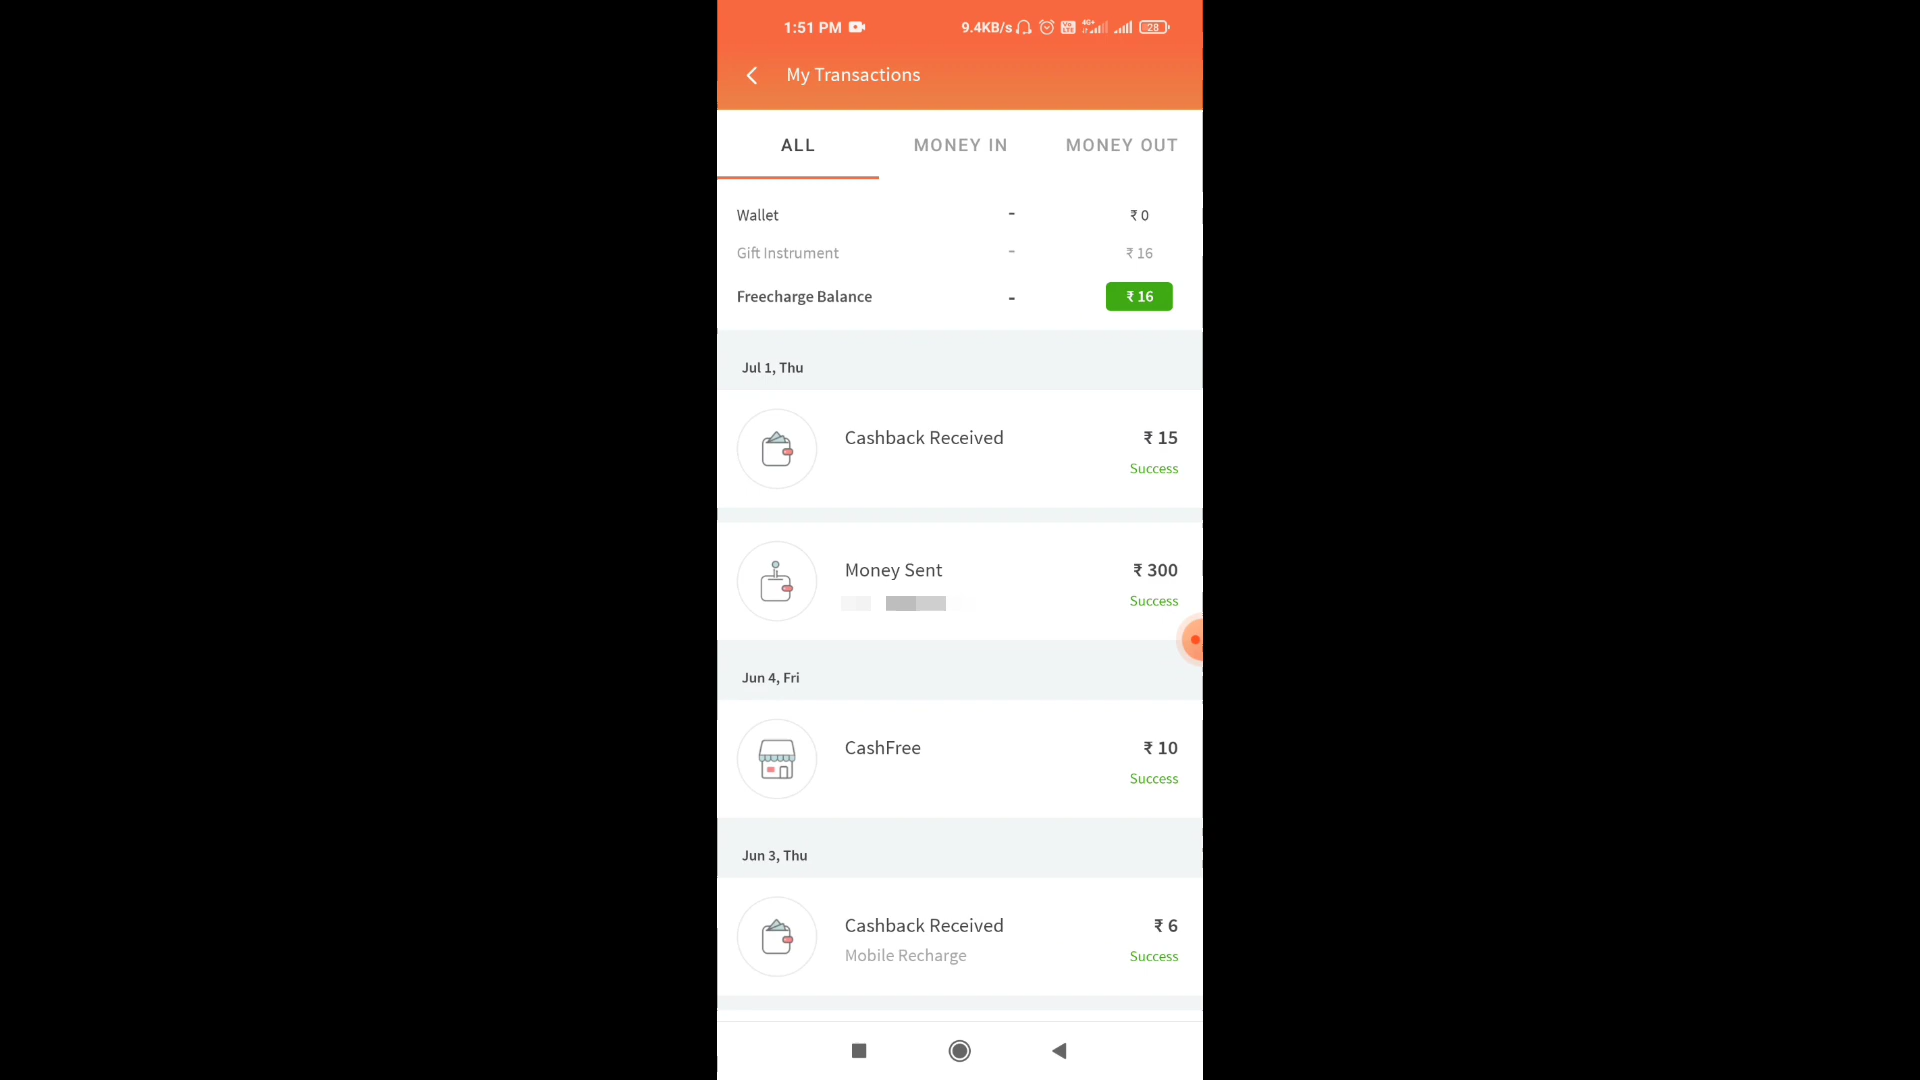 1:51 PM 9.4KB/s 4G+ 28
My Transactions
ALL MONEY IN MONEY OUT
Wallet - ₹ 0
Gift Instrument - ₹ 16
Freecharge Balance - ₹ 16
Jul 1, Thu
Cashback Received ₹ 15
Success
Money Sent ₹ 300
Success
Jun 4, Fri
CashFree ₹ 10
Success
Jun 3, Thu
Cashback Received ₹ 6
Mobile Recharge Success